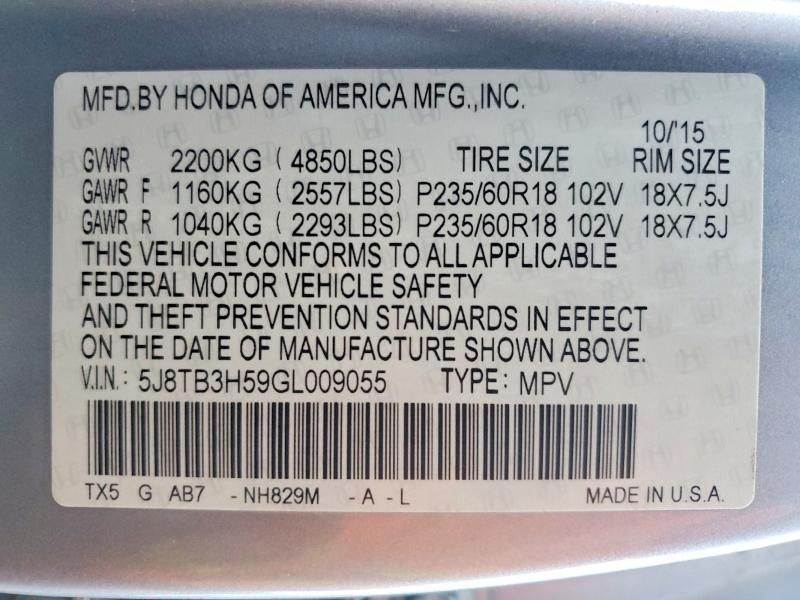 MFD.BY HONDA OF AMERICA MFG.,INC.
10/'15
GVWR 2200KG ( 4850LBS) TIRE SIZE RIM SIZE
GAWR F 1160KG ( 2557LBS) P235/60R18 102V 18X7.5J
GAWR R 1040KG ( 2293LBS) P235/60R18 102V 18X7.5J
THIS VEHICLE CONFORMS TO ALL APPLICABLE
FEDERAL MOTOR VEHICLE SAFETY
AND THEFT PREVENTION STANDARDS IN EFFECT
ON THE DATE OF MANUFACTURE SHOWN ABOVE.
V.I.N.: 5J8TB3H59GL009055 TYPE: MPV
TX5 G AB7 -NH829M -A -L MADE IN U.S.A.